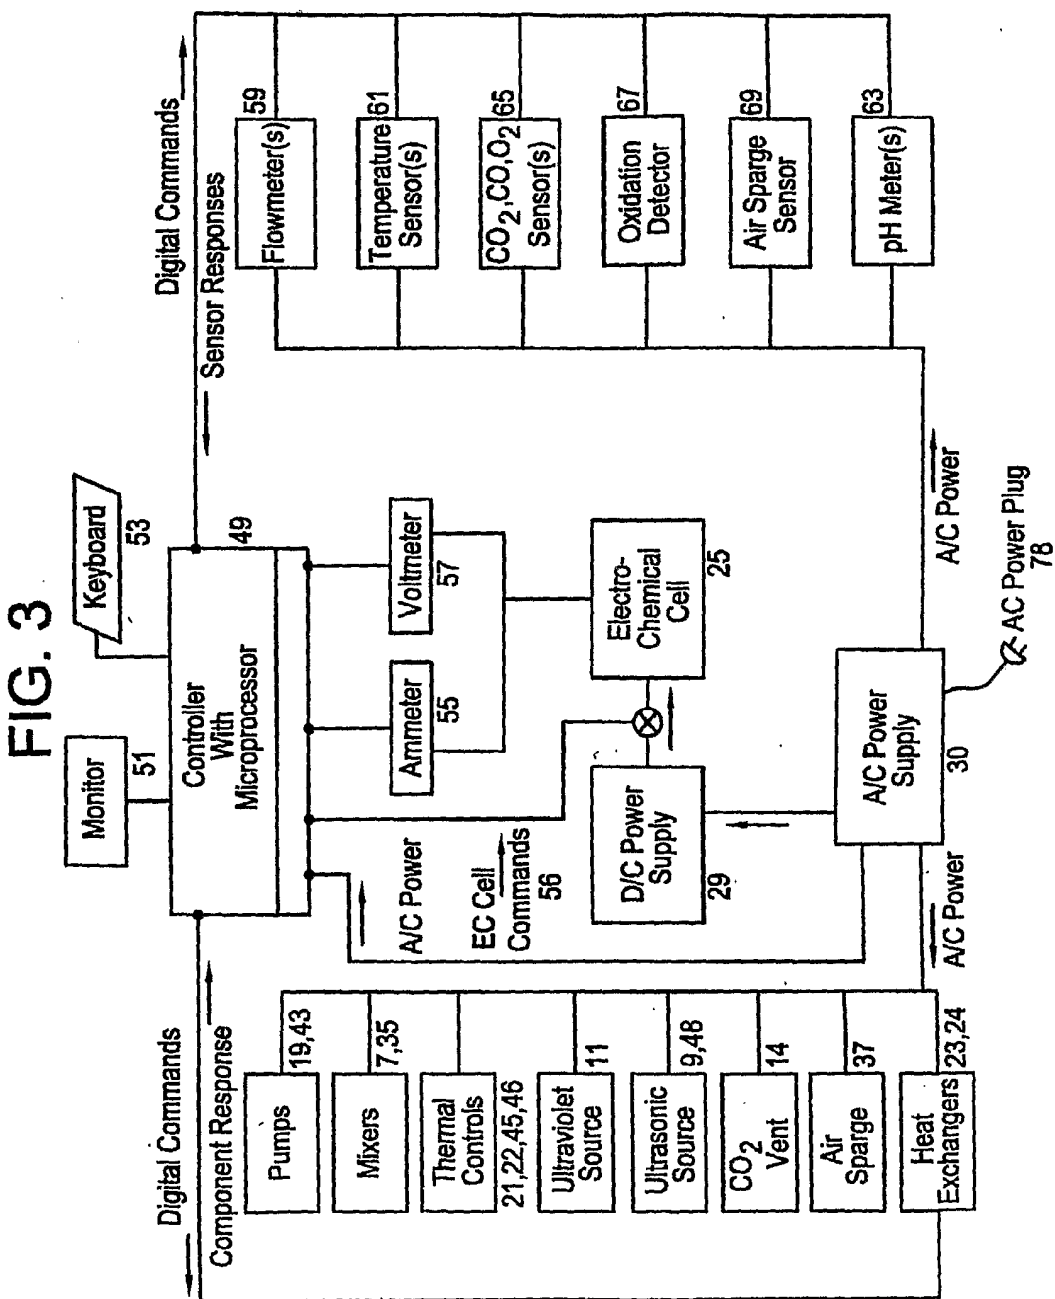 FIG. 3
Monitor
51
Keyboard
53
Controller
With
Microprocessor
49
Digital Commands
Component Response
Digital Commands
Sensor Responses
Pumps
19,43
Mixers
7,35
Thermal
Controls
21,22,45,46
Ultraviolet
Source
11
Ultrasonic
Source
9,48
CO2
Vent
14
Air
Sparge
37
Heat
Exchangers
23,24
A/C Power
EC Cell
Commands
56
Ammeter
55
Voltmeter
57
D/C Power
Supply
29
Electro-
Chemical
Cell
25
A/C Power
Supply
30
A/C Power
A/C Power
AC Power Plug
78
Flowmeter(s)
59
Temperature
Sensor(s)
61
CO2,CO,O2
Sensor(s)
65
Oxidation
Detector
67
Air Sparge
Sensor
69
pH Meter(s)
63